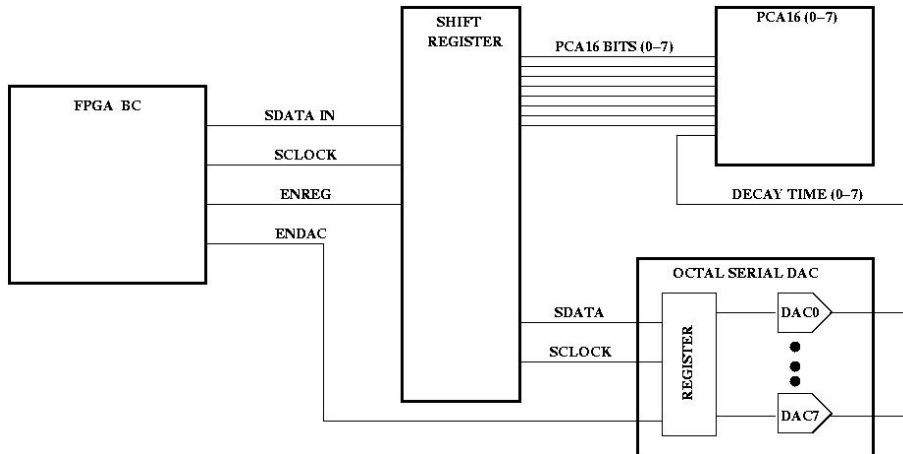 SHIFT
REGISTER
PCA16 (0–7)
PCA16 BITS (0–7)
FPGA BC
SDATA IN
SCLOCK
ENREG
ENDAC
DECAY TIME (0–7)
OCTAL SERIAL DAC
SDATA
SCLOCK
REGISTER
DAC0
DAC7